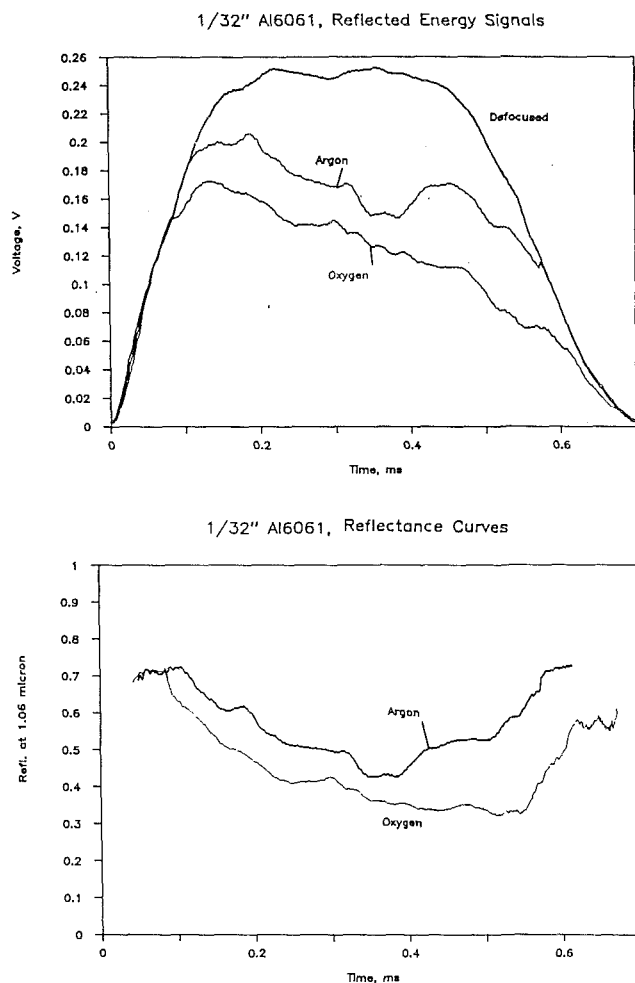 1/32" Al6061, Reflected Energy Signals
0.26
0.24
0.22
0.2
0.18
0.16
0.14
0.12
0.1
0.08
0.06
0.04
0.02
0
Voltage, V
Defocused
Argon
Oxygen
0 0.2 0.4 0.6
Time, ms
1/32" Al6061, Reflectance Curves
1
0.9
0.8
0.7
0.6
0.5
0.4
0.3
0.2
0.1
0
Refl. at 1.06 micron
Argon
Oxygen
0 0.2 0.4 0.6
Time, ms